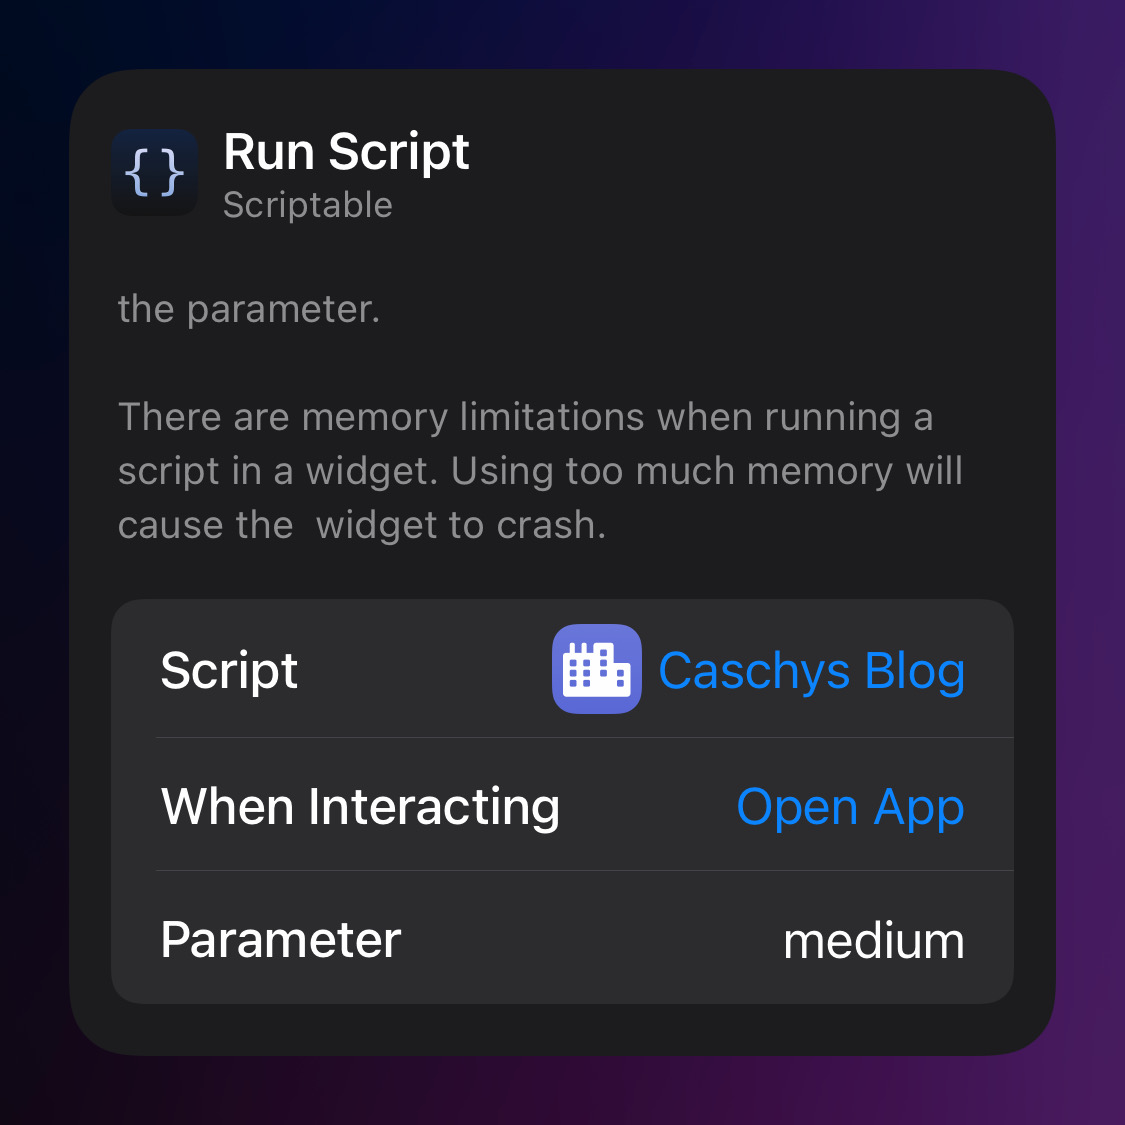 {}
Run Script
Scriptable
the parameter.
There are memory limitations when running a
script in a widget. Using too much memory will
cause the  widget to crash.
Script Caschys Blog
When Interacting Open App
Parameter medium